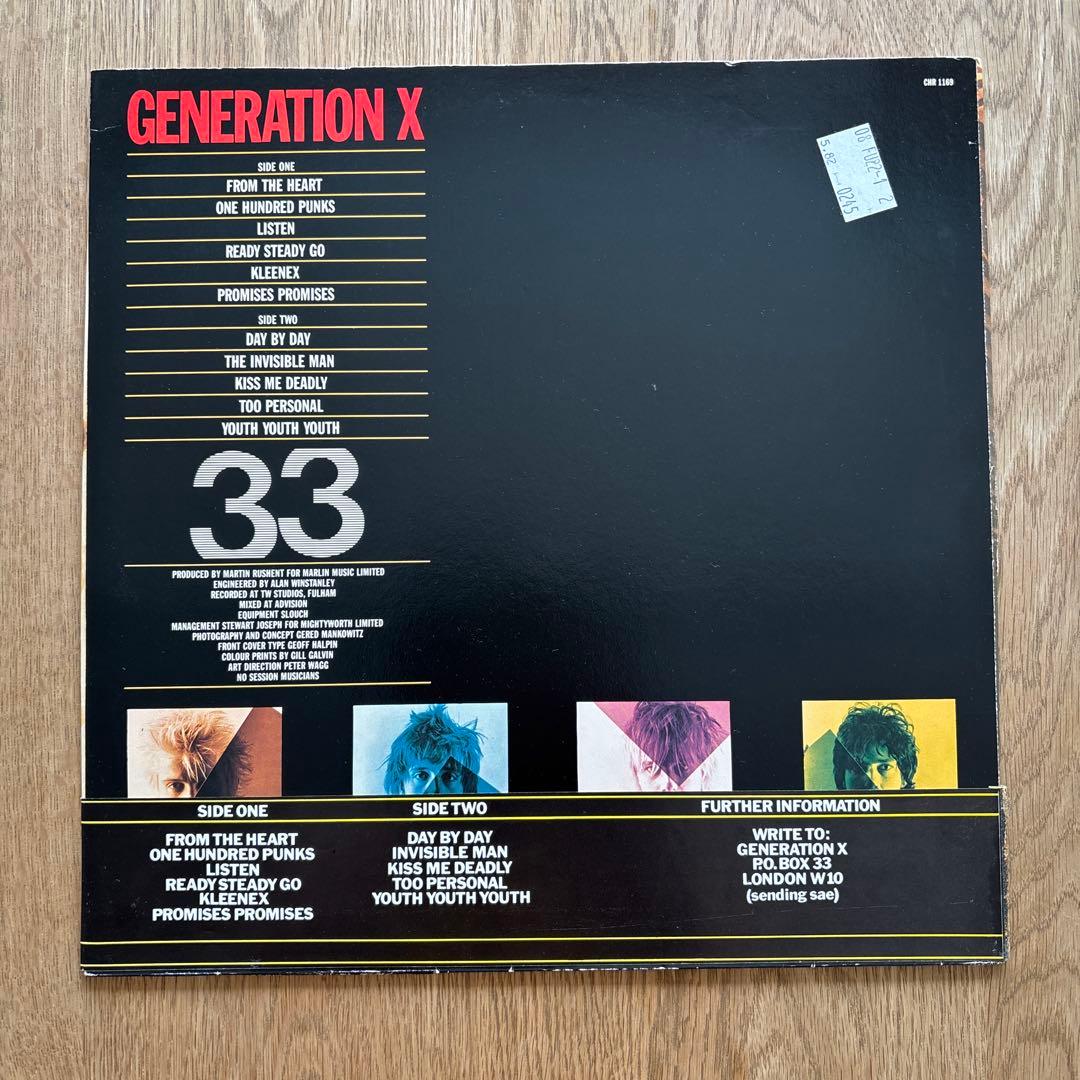 GENERATION X
CHR 1169
SIDE ONE
FROM THE HEART
ONE HUNDRED PUNKS
LISTEN
READY STEADY GO
KLEENEX
PROMISES PROMISES
SIDE TWO
DAY BY DAY
THE INVISIBLE MAN
KISS ME DEADLY
TOO PERSONAL
YOUTH YOUTH YOUTH
33
PRODUCED BY MARTIN RUSHENT FOR MARLIN MUSIC LIMITED
ENGINEERED BY ALAN WINSTANLEY
RECORDED AT TW STUDIOS, FULHAM
MIXED AT ADVISION
EQUIPMENT SLOUCH
MANAGEMENT STEWART JOSEPH FOR MIGHTYWORTH LIMITED
PHOTOGRAPHY AND CONCEPT GERED MANKOWITZ
FRONT COVER TYPE GEOFF HALPIN
COLOUR PRINTS BY GILL GALVIN
ART DIRECTION PETER WAGG
NO SESSION MUSICIANS
SIDE ONE
FROM THE HEART
ONE HUNDRED PUNKS
LISTEN
READY STEADY GO
KLEENEX
PROMISES PROMISES
SIDE TWO
DAY BY DAY
INVISIBLE MAN
KISS ME DEADLY
TOO PERSONAL
YOUTH YOUTH YOUTH
FURTHER INFORMATION
WRITE TO:
GENERATION X
P.O. BOX 33
LONDON W10
(sending sae)